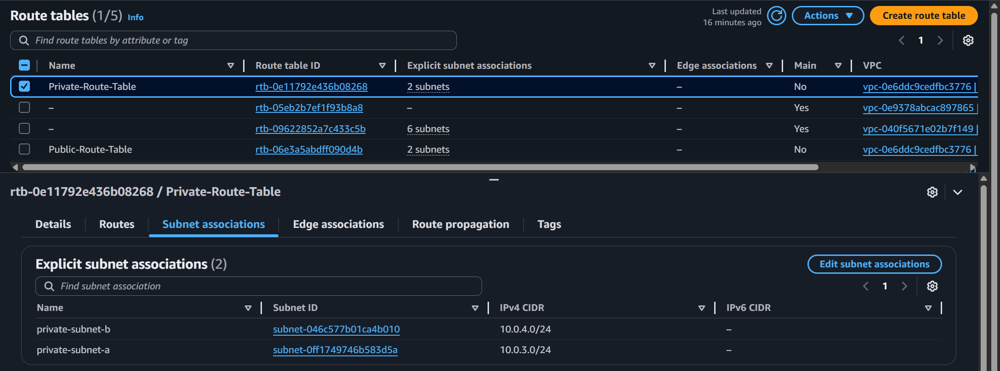 Route tables (1/5) Info
Last updated
16 minutes ago
Actions
Create route table
Find route tables by attribute or tag
1
Name Route table ID Explicit subnet associations Edge associations Main VPC
Private-Route-Table rtb-0e11792e436b08268 2 subnets – No vpc-0e6ddc9cedfbc3776 |
– rtb-05eb2b7ef1f93b8a8 – – Yes vpc-0e9378abcac897865 |
– rtb-09622852a7c433c5b 6 subnets – Yes vpc-040f5671e02b7f149 |
Public-Route-Table rtb-06e3a5abdff090d4b 2 subnets – No vpc-0e6ddc9cedfbc3776 |
rtb-0e11792e436b08268 / Private-Route-Table
Details Routes Subnet associations Edge associations Route propagation Tags
Explicit subnet associations (2)
Edit subnet associations
Find subnet association
1
Name Subnet ID IPv4 CIDR IPv6 CIDR
private-subnet-b subnet-046c577b01ca4b010 10.0.4.0/24 –
private-subnet-a subnet-0ff1749746b583d5a 10.0.3.0/24 –